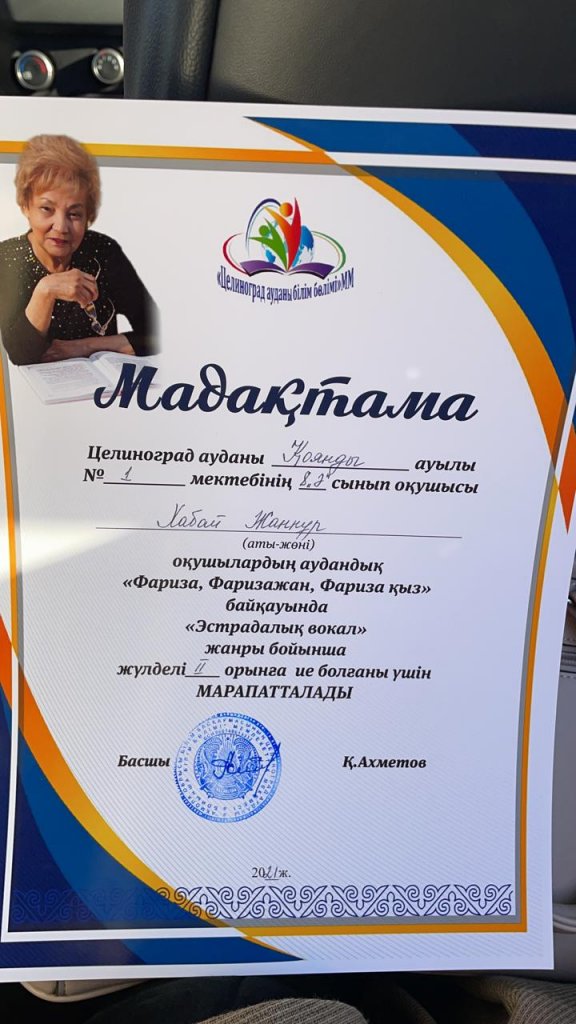 «Целиноград ауданы білім бөлімі» ММ
Мадақтама
Целиноград ауданы Қоянды ауылы
№ 1 мектебінің 8 "Ә" сынып оқушысы
Хабай Жаннұр
(аты-жөні)
оқушылардың аудандық
«Фариза, Фаризажан, Фариза қыз»
байқауында
«Эстрадалық вокал»
жанры бойынша
жүлделі II орынға ие болғаны үшін
МАРАПАТТАЛАДЫ
Басшы Қ.Ахметов
2021ж.